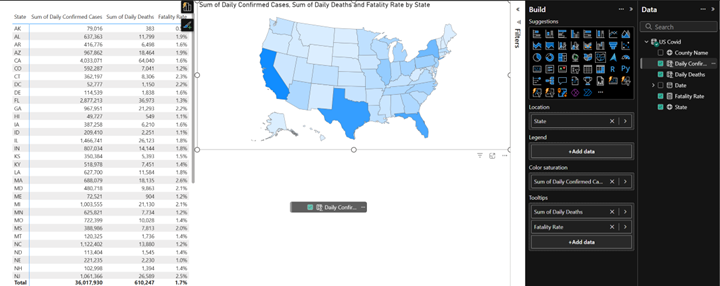 State Sum of Daily Confirmed Cases Sum of Daily Deaths Fatality Rate
AK 79,016 383
AL 637,363 11,799 1.9%
AR 416,776 6,498 1.6%
AZ 967,862 18,464 1.9%
CA 4,033,071 64,040 1.6%
CO 592,287 7,041 1.2%
CT 362,197 8,306 2.3%
DC 52,777 1,150 2.2%
DE 114,539 1,838 1.6%
FL 2,877,213 36,973 1.3%
GA 967,951 21,293 2.2%
HI 49,727 549 1.1%
IA 387,258 6,210 1.6%
ID 209,410 2,251 1.1%
IL 1,466,741 26,123 1.8%
IN 807,034 14,144 1.8%
KS 350,384 5,393 1.5%
KY 518,978 7,451 1.4%
LA 627,700 11,584 1.8%
MA 688,079 18,135 2.6%
MD 480,718 9,863 2.1%
ME 72,521 904 1.2%
MI 1,003,555 21,130 2.1%
MN 625,821 7,734 1.2%
MO 722,399 10,028 1.4%
MS 388,986 7,813 2.0%
MT 120,325 1,736 1.4%
NC 1,122,402 13,880 1.2%
ND 113,404 1,545 1.4%
NE 221,235 2,230 1.0%
NH 102,998 1,394 1.4%
NJ 1,061,366 26,589 2.5%
Total 36,017,930 610,247 1.7%
Sum of Daily Confirmed Cases, Sum of Daily Deaths and Fatality Rate by State
Daily Confir...
Filters
Build
Suggestions
Location
State
Legend
+Add data
Color saturation
Sum of Daily Confirmed Ca...
Tooltips
Sum of Daily Deaths
Fatality Rate
+Add data
Data
Search
US Covid
County Name
Daily Confir...
Daily Deaths
Date
Fatality Rate
State